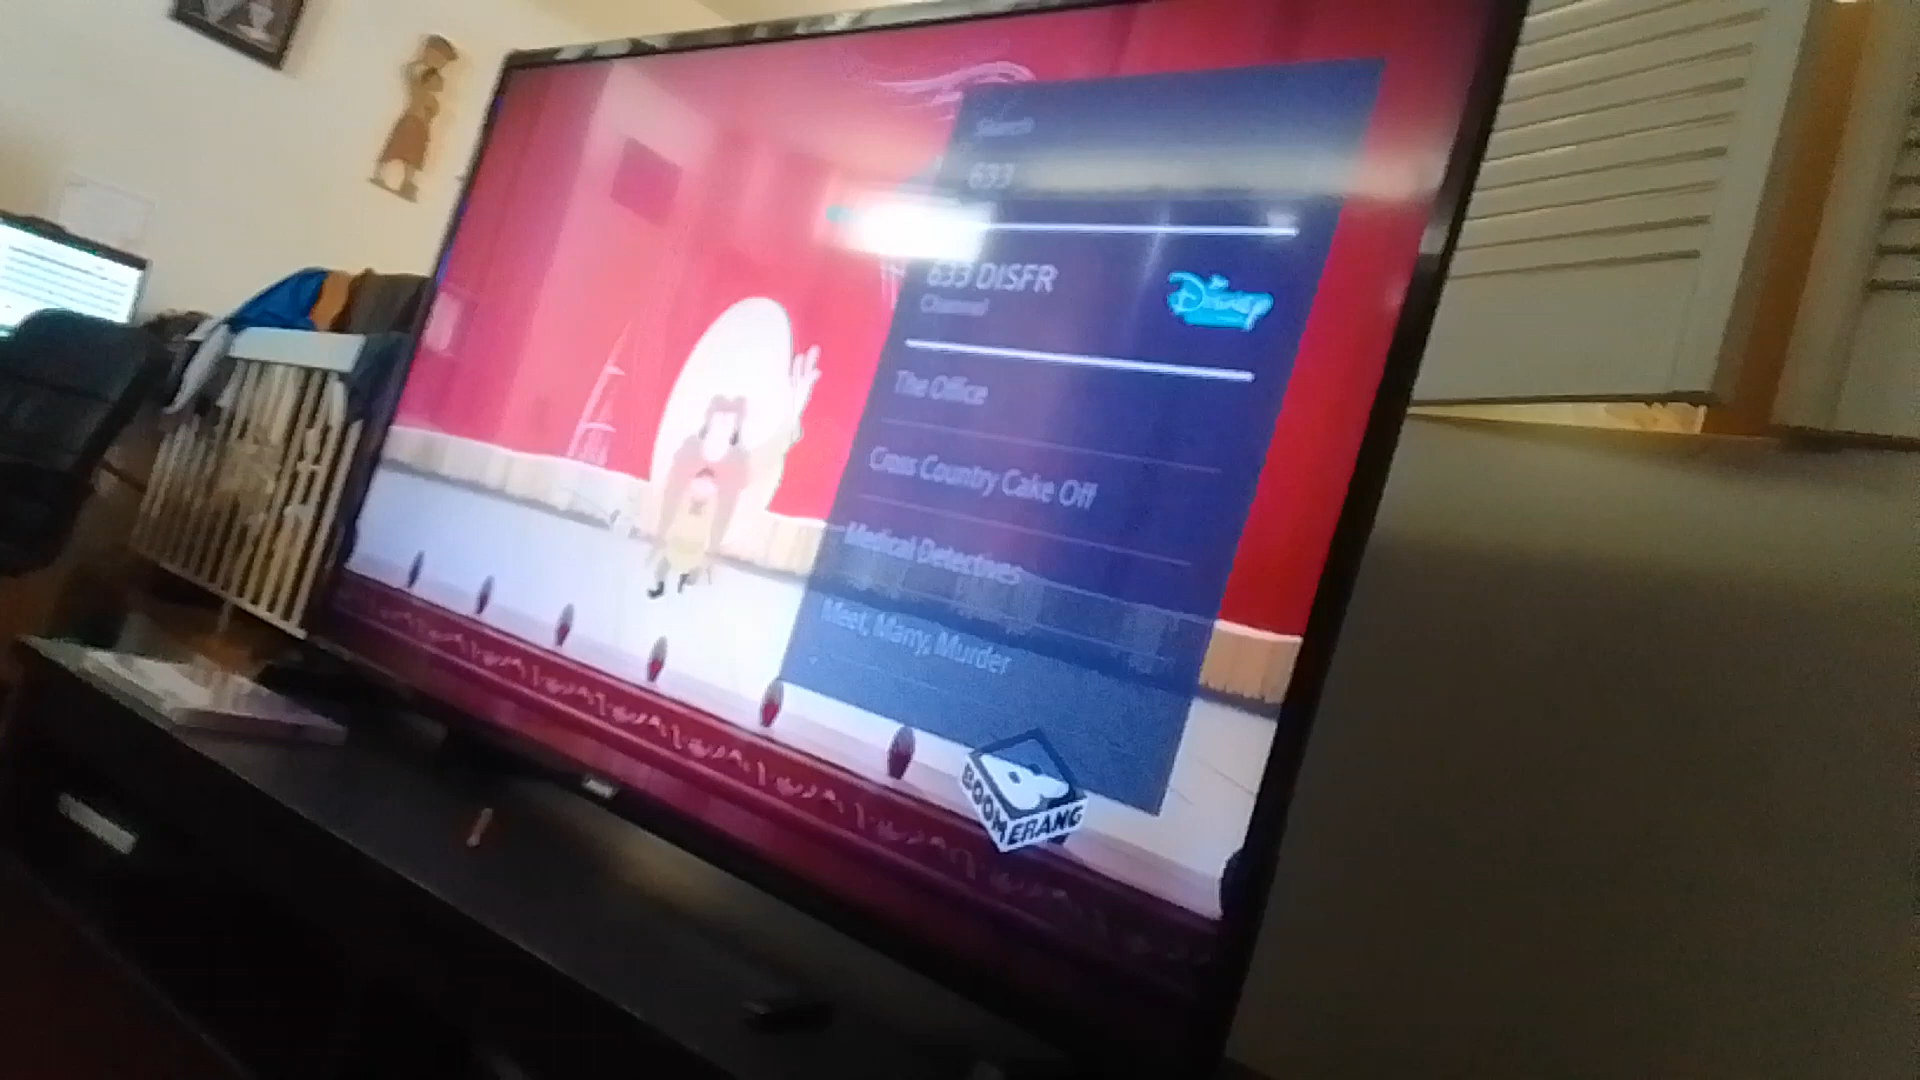 Search
633
633 DISFR
Channel
Disney
The Office
Cross Country Cake Off
Medical Detectives
Meet, Marry, Murder
B
BOOMERANG